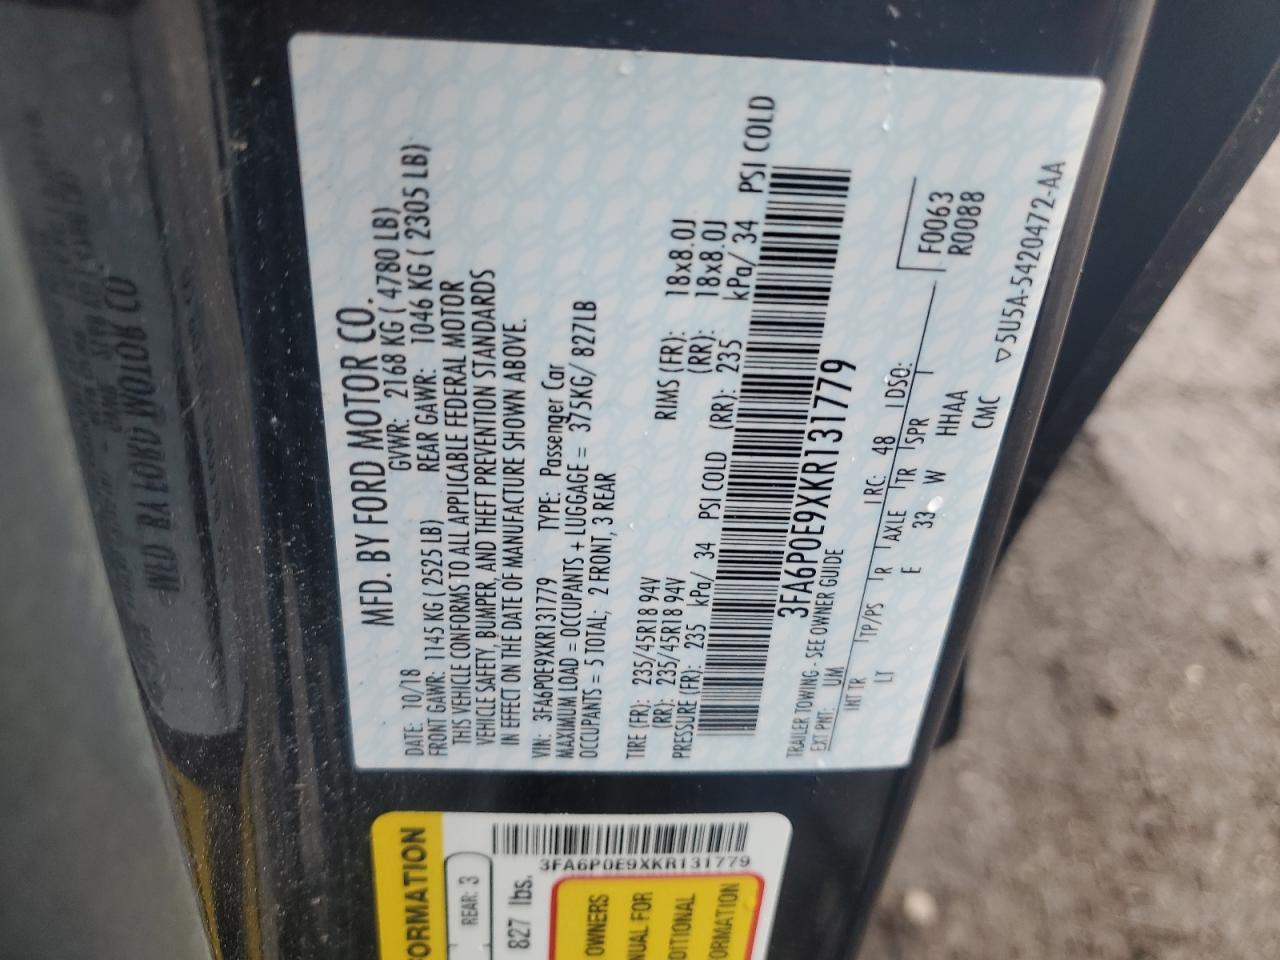 MFD. BY FORD MOTOR CO.
DATE: 10/18 GVWR: 2168 KG ( 4780 LB)
FRONT GAWR: 1145 KG ( 2525 LB) REAR GAWR: 1046 KG ( 2305 LB)
THIS VEHICLE CONFORMS TO ALL APPLICABLE FEDERAL MOTOR
VEHICLE SAFETY, BUMPER, AND THEFT PREVENTION STANDARDS
IN EFFECT ON THE DATE OF MANUFACTURE SHOWN ABOVE.
VIN: 3FA6P0E9XKR131779 TYPE: Passenger Car
MAXIMUM LOAD = OCCUPANTS + LUGGAGE = 375KG/ 827LB
OCCUPANTS = 5 TOTAL; 2 FRONT, 3 REAR
TIRE (FR): 235/45R18 94V RIMS (FR): 18x8.0J
(RR): 235/45R18 94V (RR): 18x8.0J
PRESSURE (FR): 235 kPa/ 34 PSI COLD (RR): 235 kPa/ 34 PSI COLD
3FA6P0E9XKR131779
TRAILER TOWING - SEE OWNER GUIDE
EXT PNT: UM RC: 48 DSO:
INT TR TP/PS R AXLE TR SPR
LT E 33 W HHAA
CMC
F0063
R0088
▽5U5A-5420472-AA
ORMATION
REAR: 3
827 lbs.
3FA6P0E9XKR131779
OWNERS
NUAL FOR
DITIONAL
ORMATION